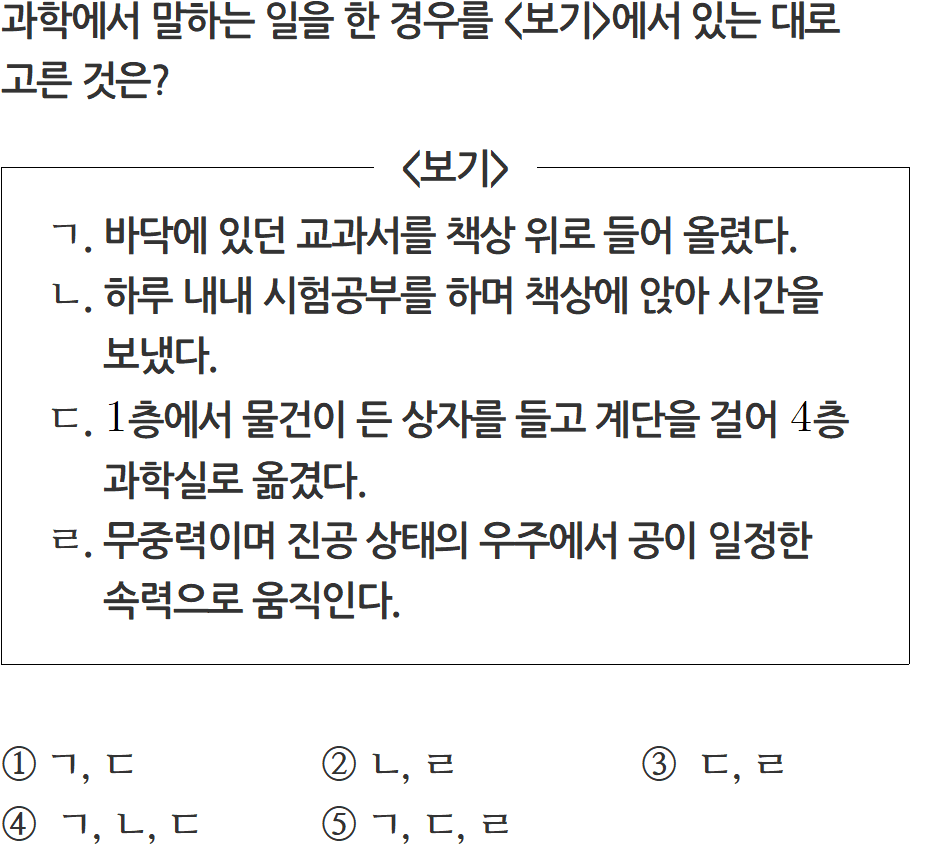 과학에서 말하는 일을 한 경우를 <보기>에서 있는 대로
고른 것은?
<보기>
ㄱ. 바닥에 있던 교과서를 책상 위로 들어 올렸다.
ㄴ. 하루 내내 시험공부를 하며 책상에 앉아 시간을
보냈다.
ㄷ. 1층에서 물건이 든 상자를 들고 계단을 걸어 4층
과학실로 옮겼다.
ㄹ. 무중력이며 진공 상태의 우주에서 공이 일정한
속력으로 움직인다.
① ㄱ, ㄷ ② ㄴ, ㄹ ③ ㄷ, ㄹ
④ ㄱ, ㄴ, ㄷ ⑤ ㄱ, ㄷ, ㄹ